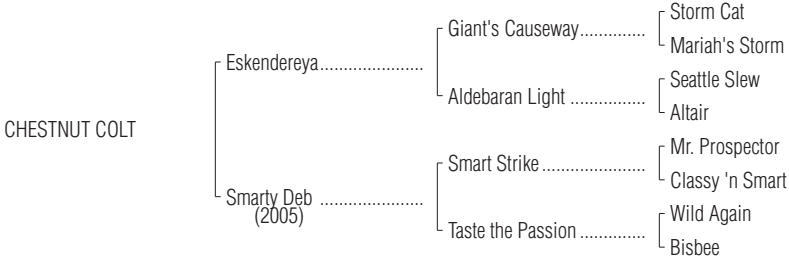 Storm Cat
Giant's Causeway..............
Mariah's Storm
Eskendereya......................
Seattle Slew
Aldebaran Light ................
Altair
CHESTNUT COLT
Mr. Prospector
Smart Strike......................
Classy 'n Smart
Smarty Deb ......................
(2005)
Wild Again
Taste the Passion ..............
Bisbee